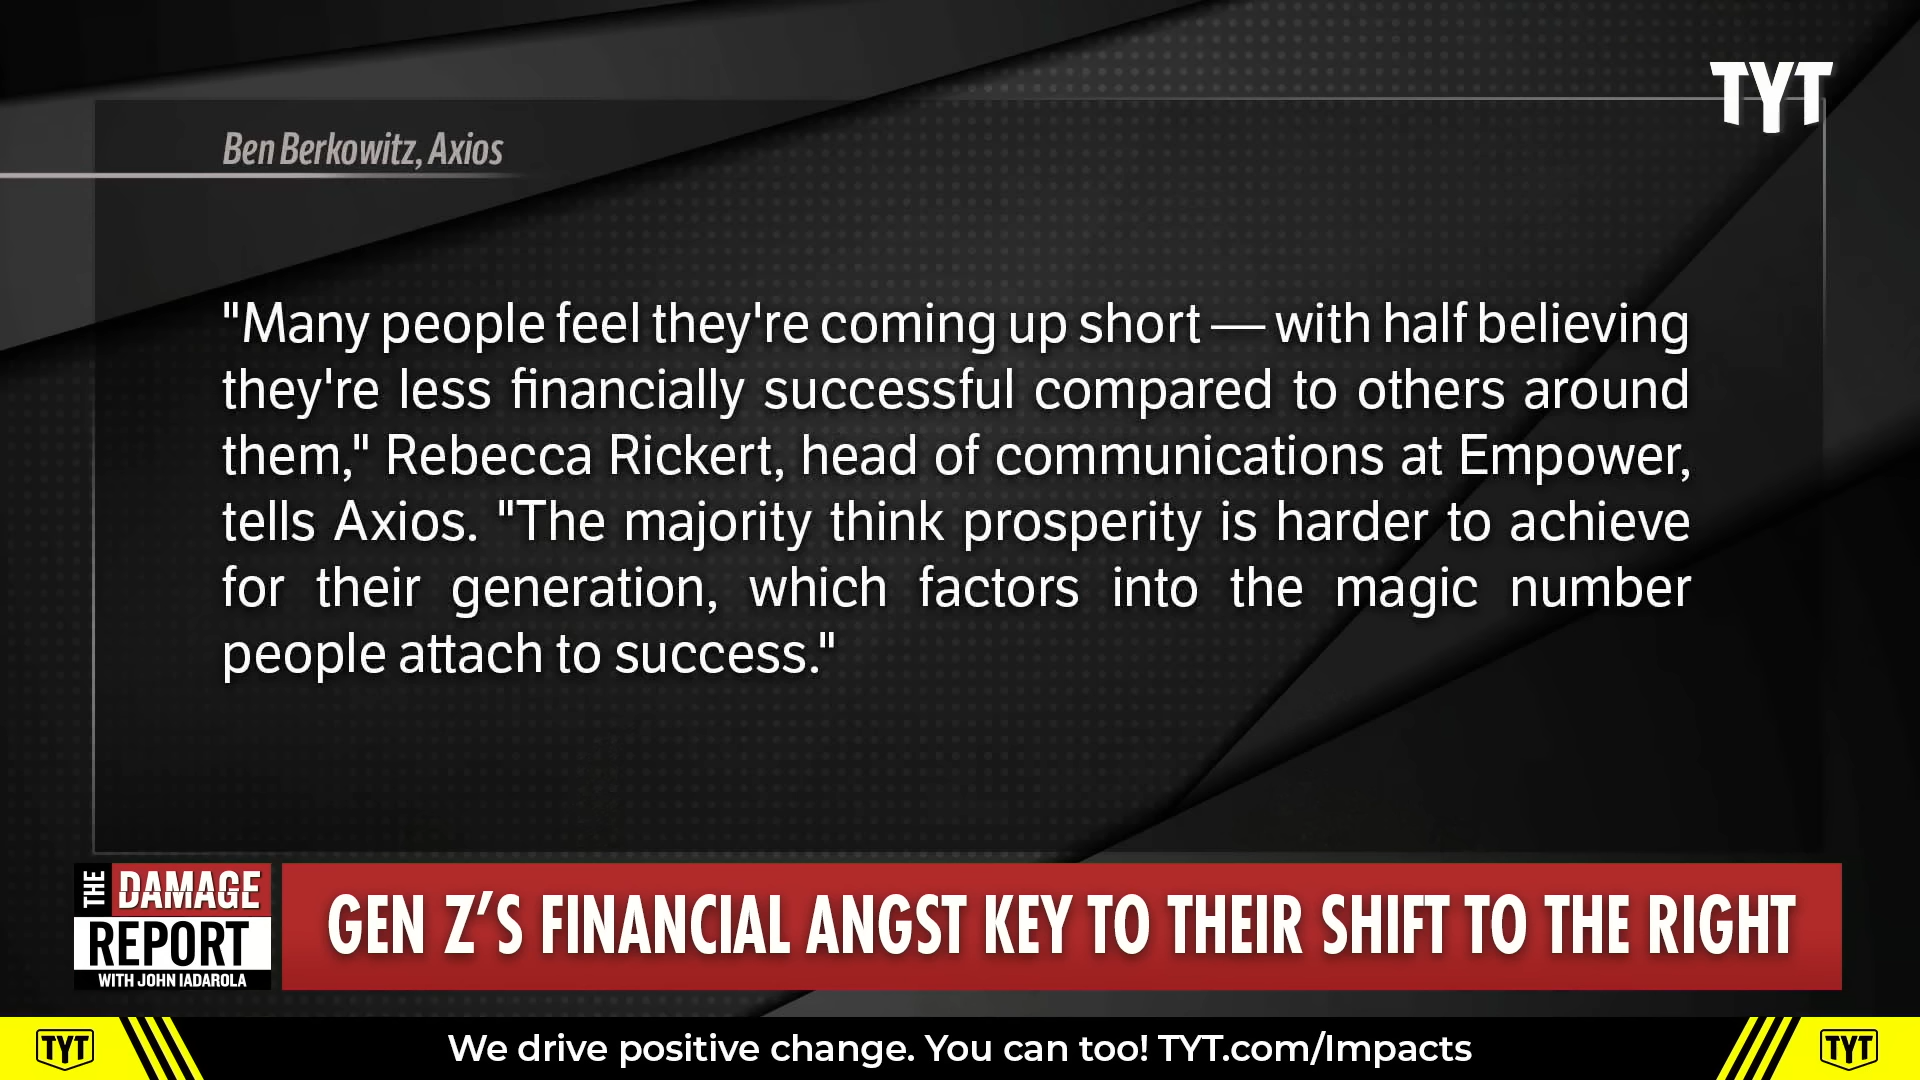 TYT
Ben Berkowitz, Axios
"Many people feel they're coming up short — with half believing
they're less financially successful compared to others around
them," Rebecca Rickert, head of communications at Empower,
tells Axios. "The majority think prosperity is harder to achieve
for their generation, which factors into the magic number
people attach to success."
THE DAMAGE
REPORT
WITH JOHN IADAROLA
GEN Z'S FINANCIAL ANGST KEY TO THEIR SHIFT TO THE RIGHT
TYT
We drive positive change. You can too! TYT.com/Impacts
TYT